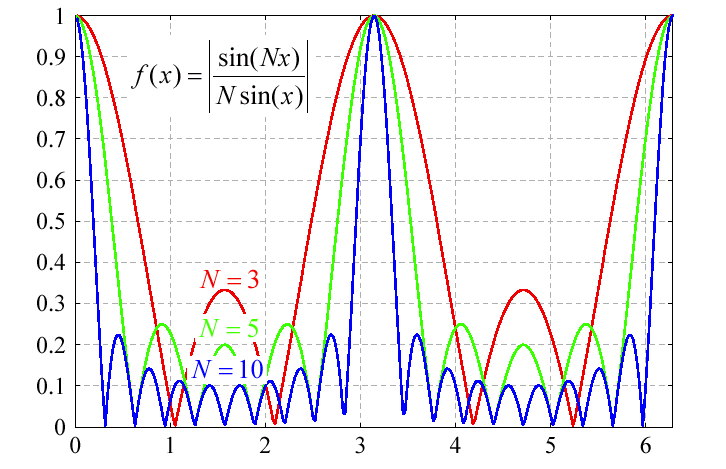 1
0.9
0.8
0.7
0.6
0.5
0.4
0.3
0.2
0.1
0
f(x) = |sin(Nx) / N sin(x)|
N = 3
N = 5
N = 10
0 1 2 3 4 5 6